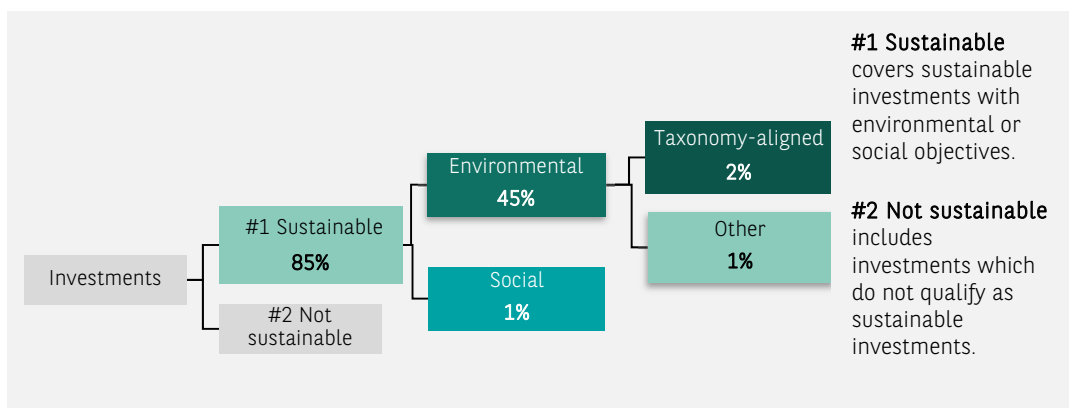 Investments
#1 Sustainable
85%
#2 Not
sustainable
Environmental
45%
Social
1%
Taxonomy-aligned
2%
Other
1%
#1 Sustainable
covers sustainable
investments with
environmental or
social objectives.
#2 Not sustainable
includes
investments which
do not qualify as
sustainable
investments.